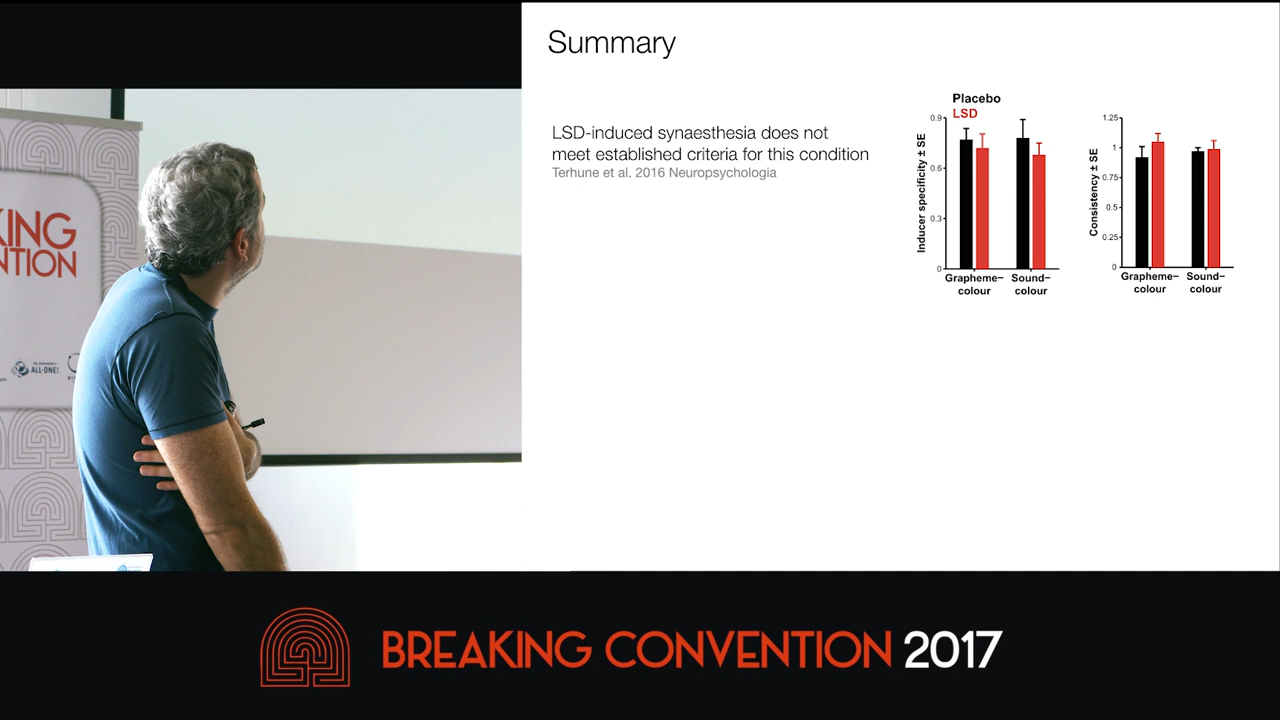 Summary
LSD-induced synaesthesia does not
meet established criteria for this condition
Terhune et al. 2016 Neuropsychologia
Placebo
LSD
Inducer specificity ± SE
0.9
0.6
0.3
0
Grapheme–
colour
Sound–
colour
Consistency ± SE
1.25
1
0.75
0.5
0.25
0
Grapheme–
colour
Sound–
colour
KING
NTION
ALL-ONE!
BREAKING CONVENTION 2017